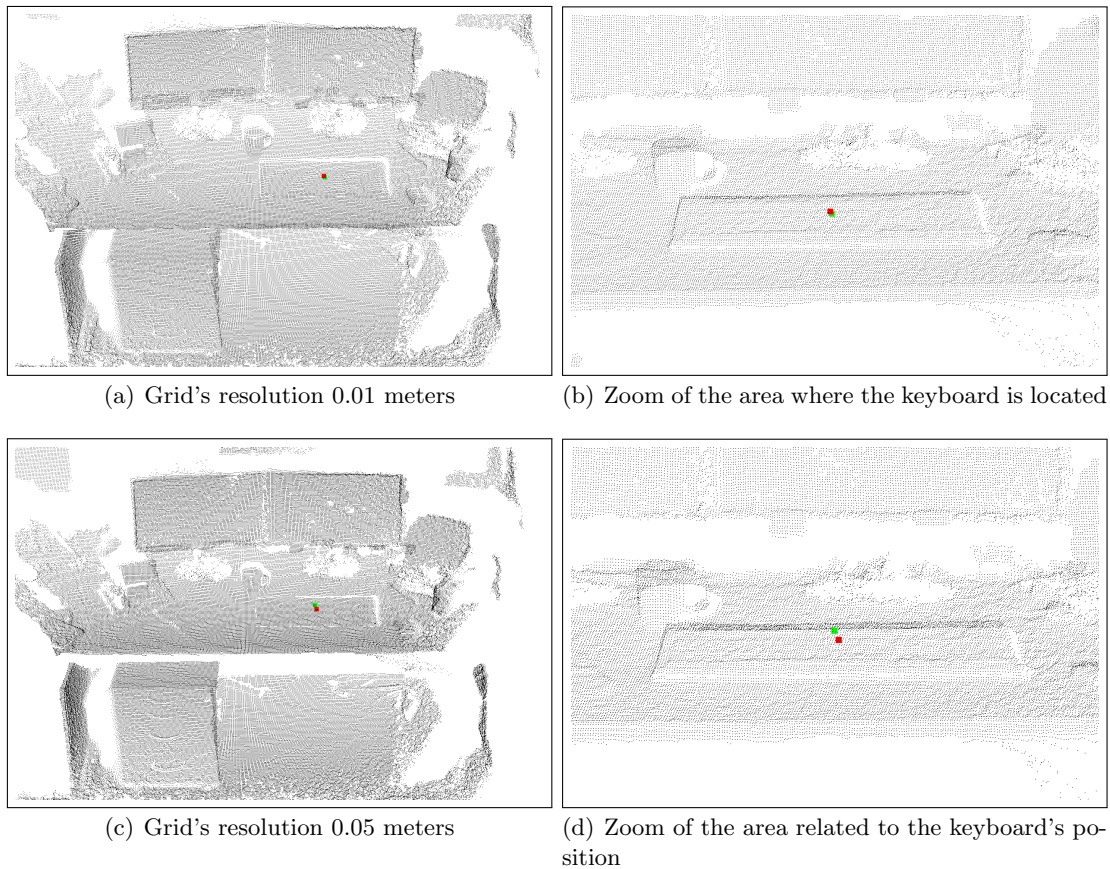 (a) Grid's resolution 0.01 meters
(b) Zoom of the area where the keyboard is located
(c) Grid's resolution 0.05 meters
(d) Zoom of the area related to the keyboard's po-
sition